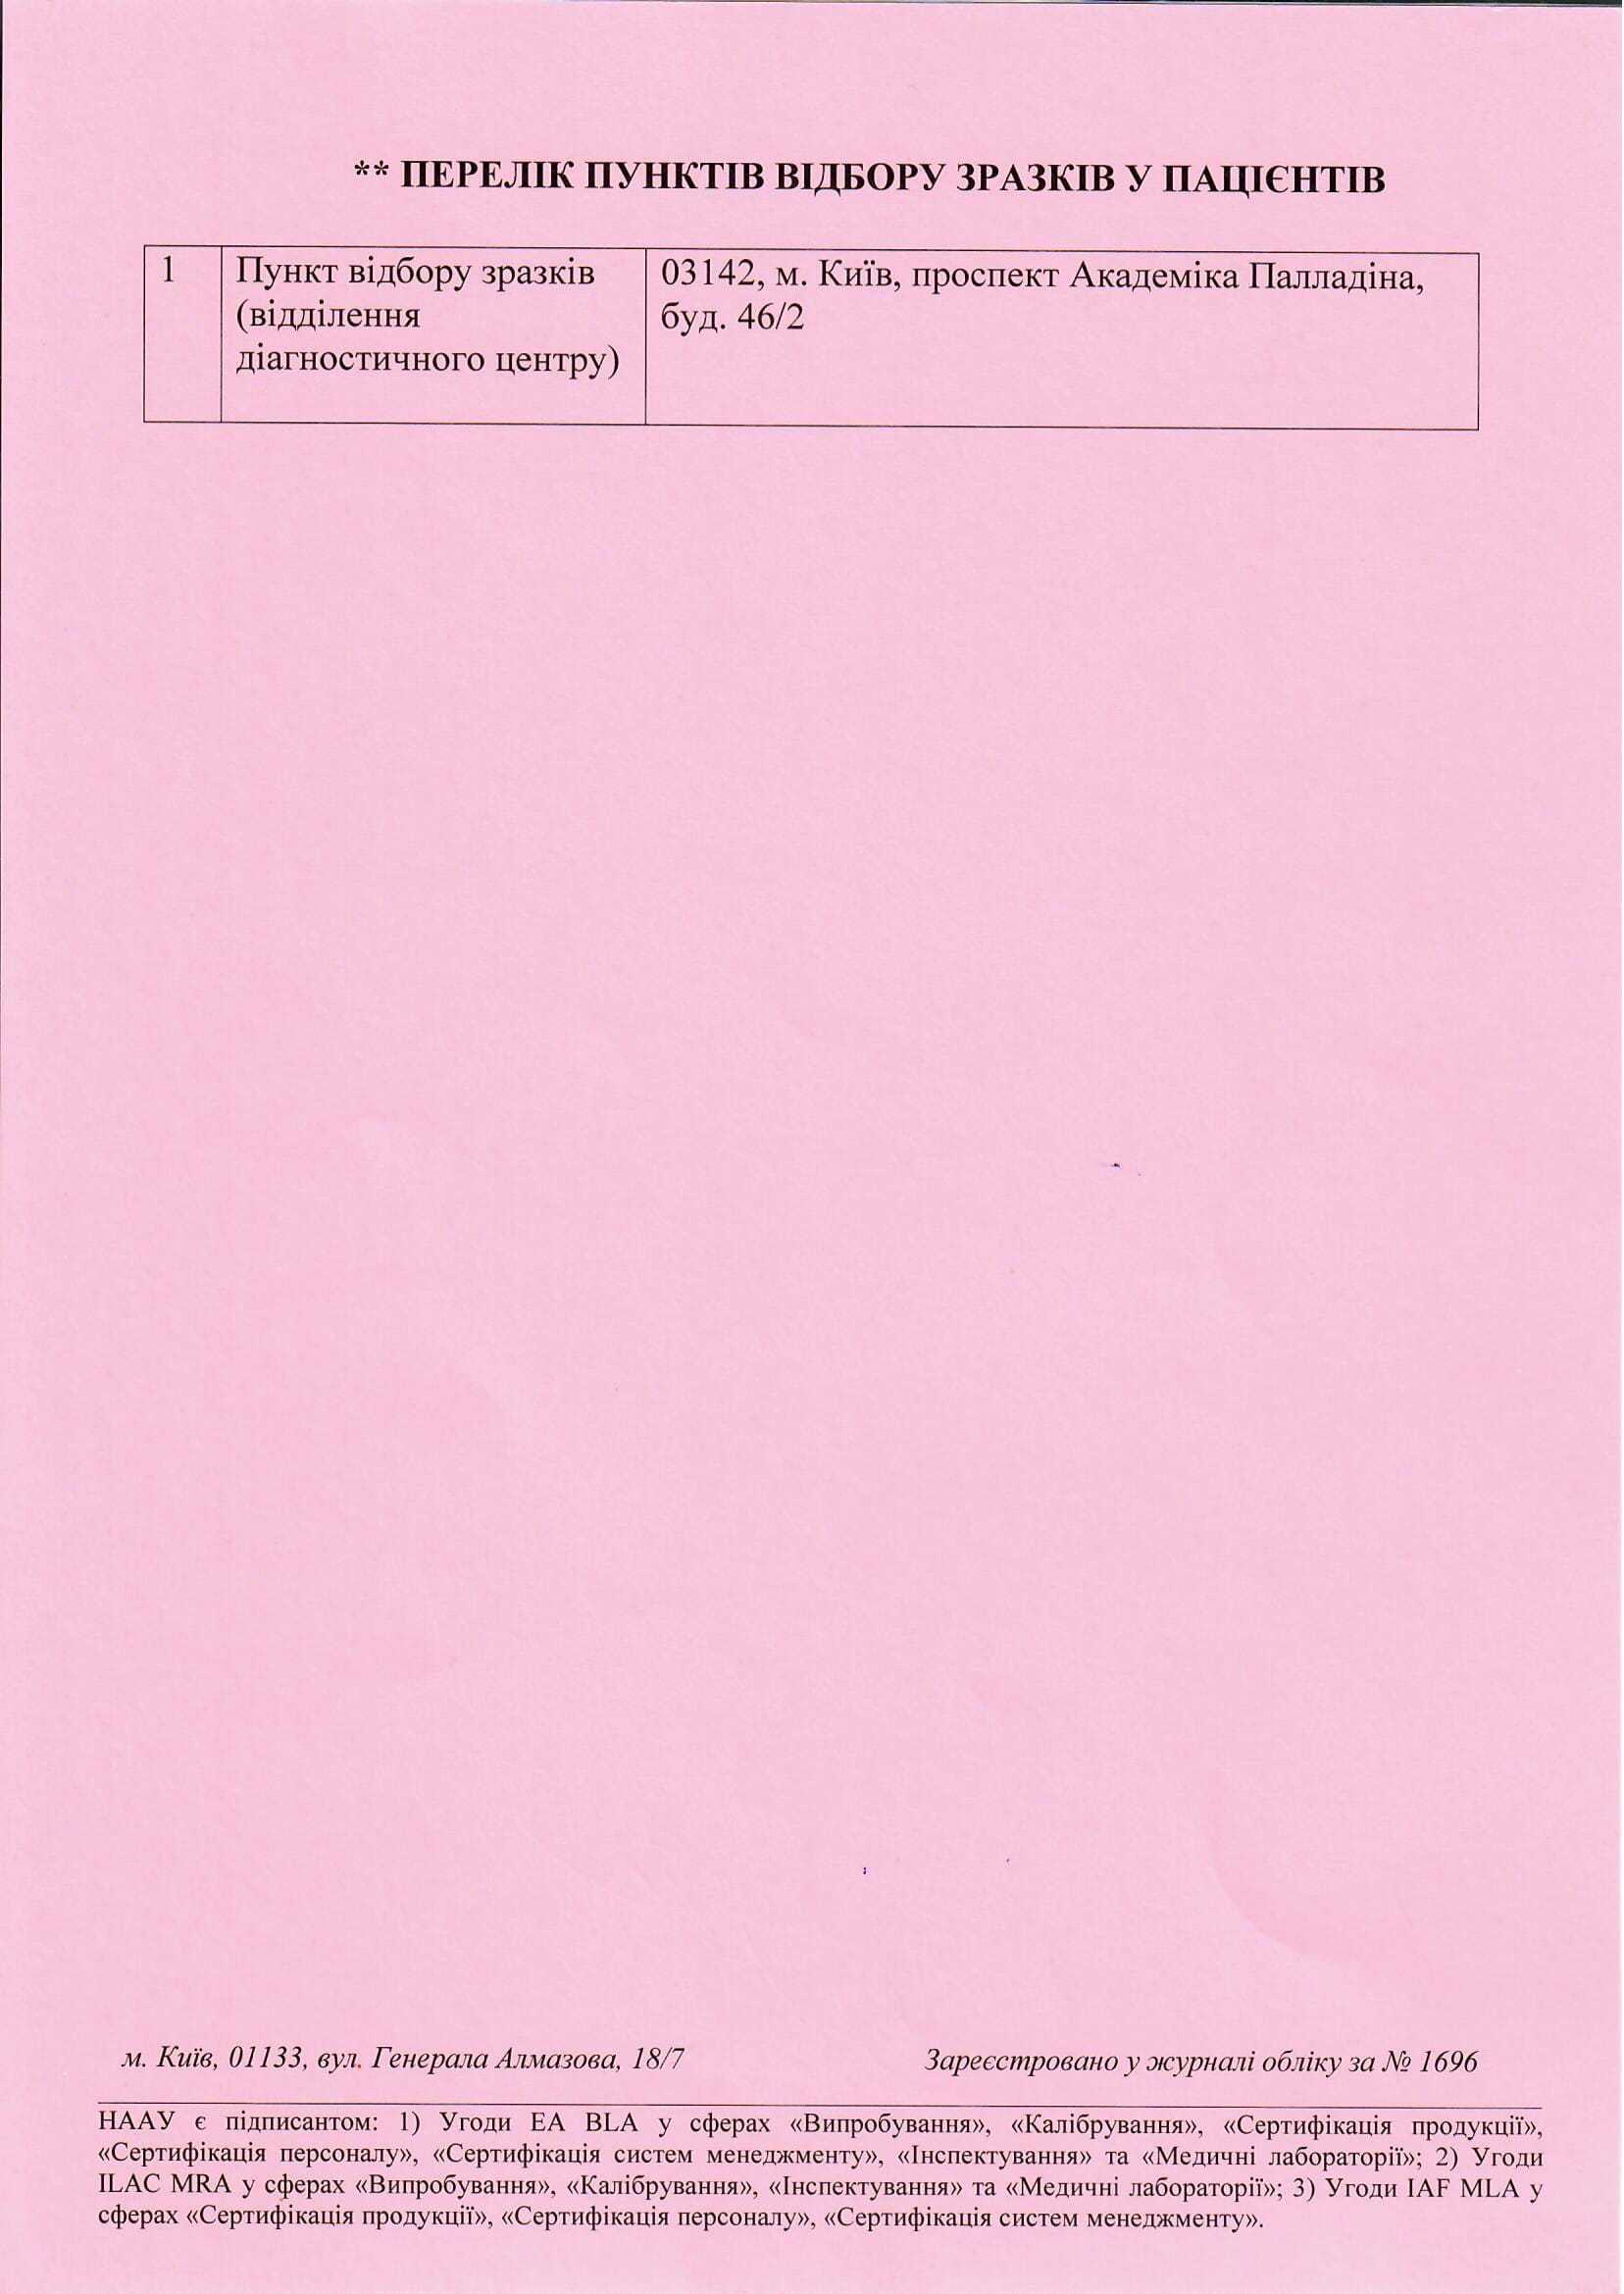 ** ПЕРЕЛІК ПУНКТІВ ВІДБОРУ ЗРАЗКІВ У ПАЦІЄНТІВ
1
Пункт відбору зразків
(відділення
діагностичного центру)
03142, м. Київ, проспект Академіка Палладіна,
буд. 46/2
м. Київ, 01133, вул. Генерала Алмазова, 18/7
Зареєстровано у журналі обліку за № 1696
НААУ є підписантом: 1) Угоди EA BLA у сферах «Випробування», «Калібрування», «Сертифікація продукції»,
«Сертифікація персоналу», «Сертифікація систем менеджменту», «Інспектування» та «Медичні лабораторії»; 2) Угоди
ILAC MRA у сферах «Випробування», «Калібрування», «Інспектування» та «Медичні лабораторії»; 3) Угоди IAF MLA у
сферах «Сертифікація продукції», «Сертифікація персоналу», «Сертифікація систем менеджменту».